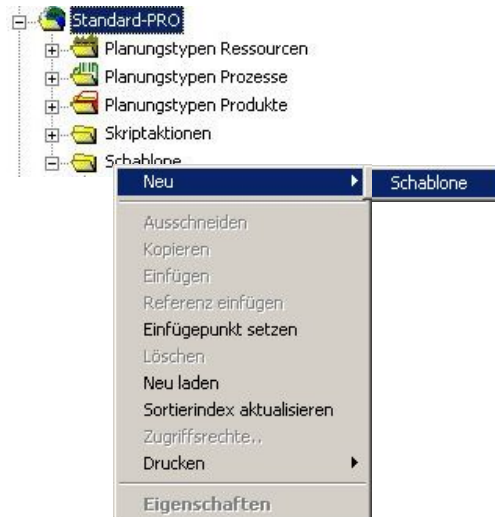 Standard-PRO
Planungstypen Ressourcen
Planungstypen Prozesse
Planungstypen Produkte
Skriptaktionen
Schablone
Neu
Schablone
Ausschneiden
Kopieren
Einfügen
Referenz einfügen
Einfügepunkt setzen
Löschen
Neu laden
Sortierindex aktualisieren
Zugriffsrechte..
Drucken
Eigenschaften